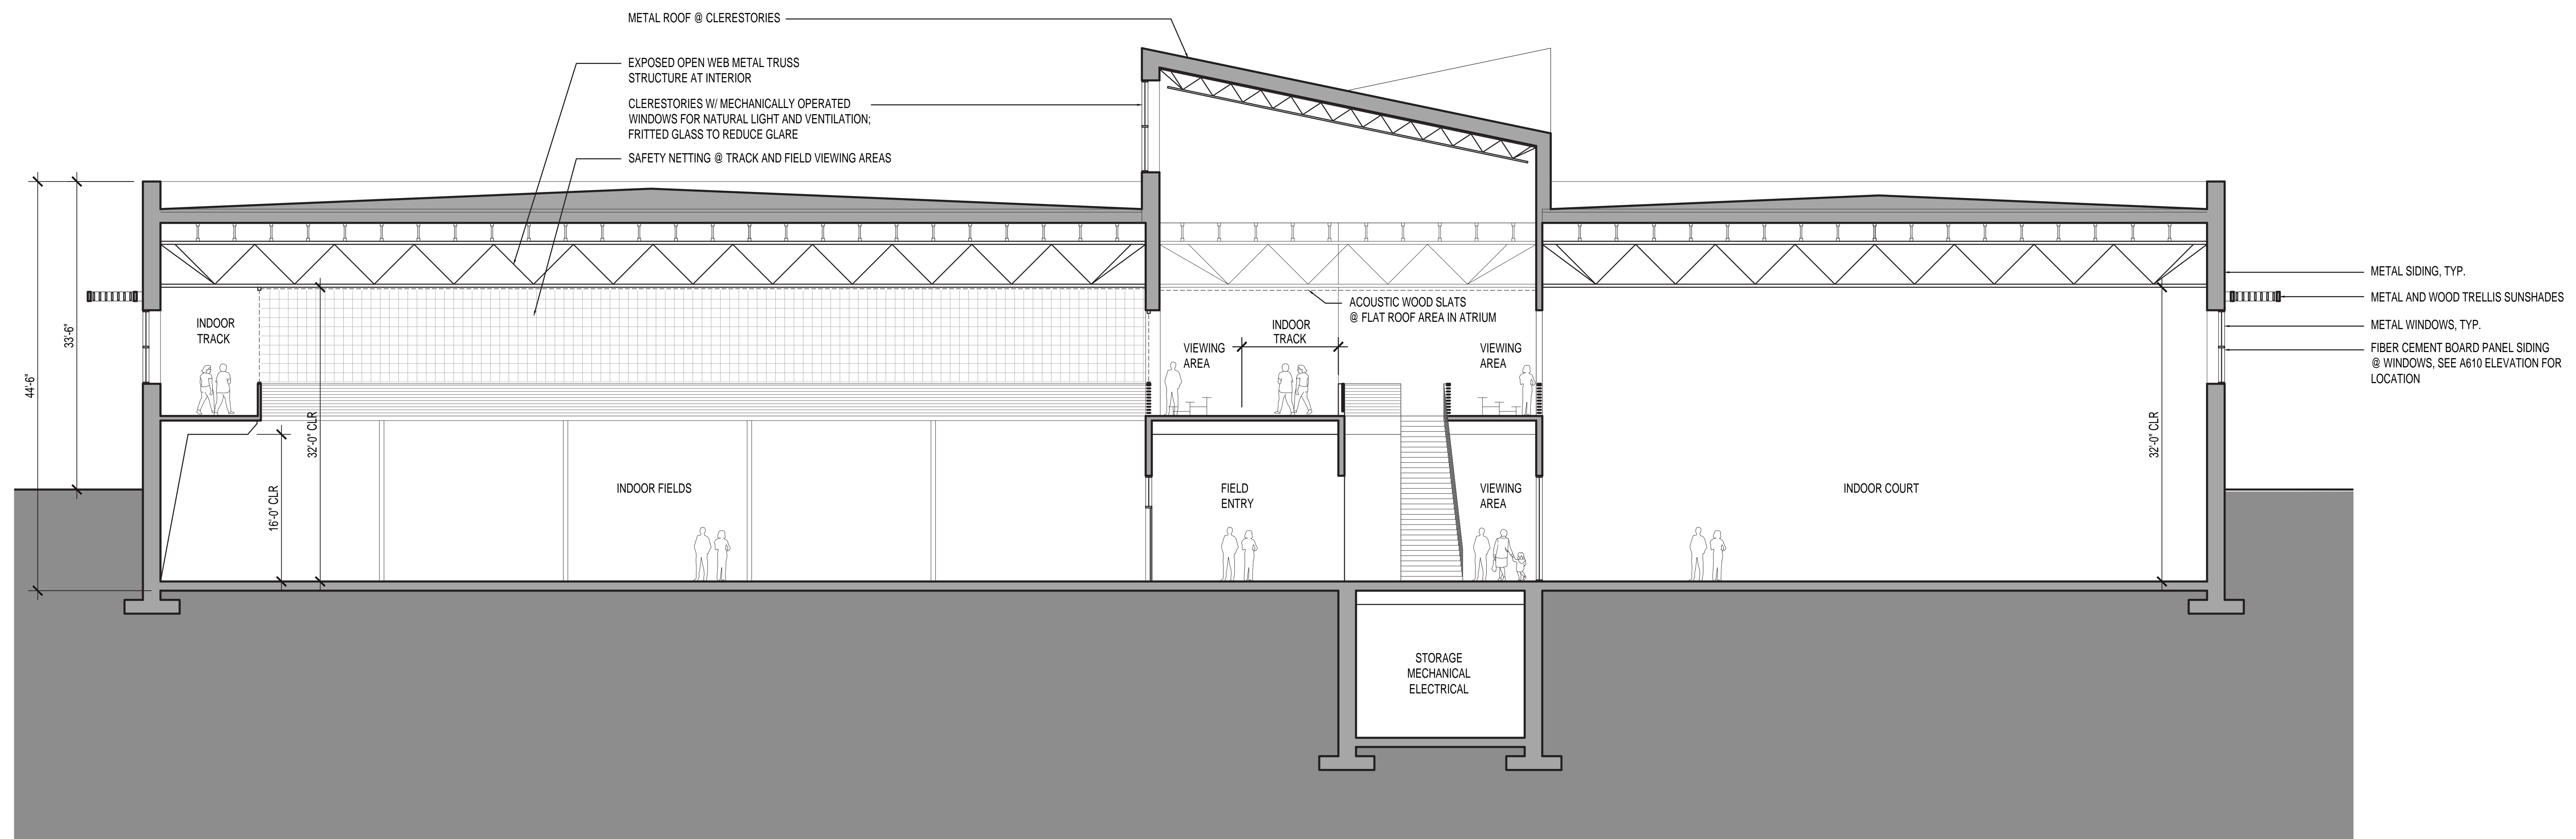 METAL ROOF @ CLERESTORIES
EXPOSED OPEN WEB METAL TRUSS
STRUCTURE AT INTERIOR
CLERESTORIES W/ MECHANICALLY OPERATED
WINDOWS FOR NATURAL LIGHT AND VENTILATION;
FRITTED GLASS TO REDUCE GLARE
SAFETY NETTING @ TRACK AND FIELD VIEWING AREAS
44'-6"
33'-6"
INDOOR
TRACK
16'-0" CLR
32'-0" CLR
INDOOR FIELDS
ACOUSTIC WOOD SLATS
@ FLAT ROOF AREA IN ATRIUM
VIEWING
AREA
INDOOR
TRACK
VIEWING
AREA
FIELD
ENTRY
VIEWING
AREA
INDOOR COURT
32'-0" CLR
STORAGE
MECHANICAL
ELECTRICAL
METAL SIDING, TYP.
METAL AND WOOD TRELLIS SUNSHADES
METAL WINDOWS, TYP.
FIBER CEMENT BOARD PANEL SIDING
@ WINDOWS, SEE A610 ELEVATION FOR
LOCATION